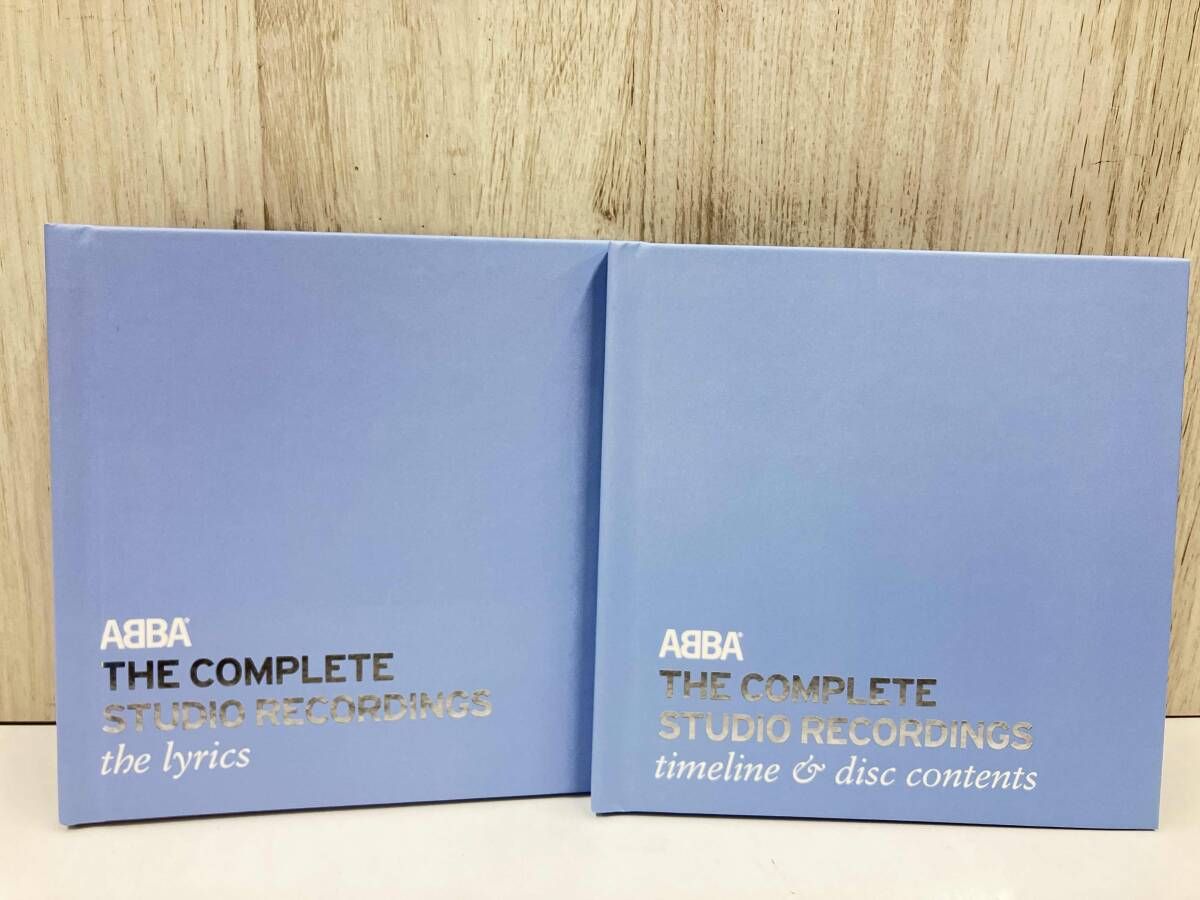 ABBA
THE COMPLETE
STUDIO RECORDINGS
the lyrics
ABBA
THE COMPLETE
STUDIO RECORDINGS
timeline & disc contents